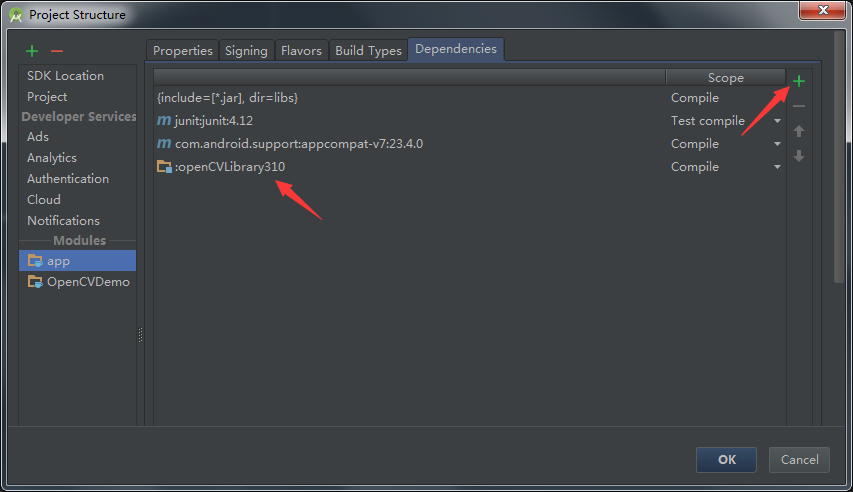 Project Structure
Properties Signing Flavors Build Types Dependencies
SDK Location
Project
Developer Services
Ads
Analytics
Authentication
Cloud
Notifications
Modules
app
OpenCVDemo
Scope
{include=[*.jar], dir=libs} Compile
m junit:junit:4.12 Test compile
m com.android.support:appcompat-v7:23.4.0 Compile
:openCVLibrary310 Compile
OK Cancel